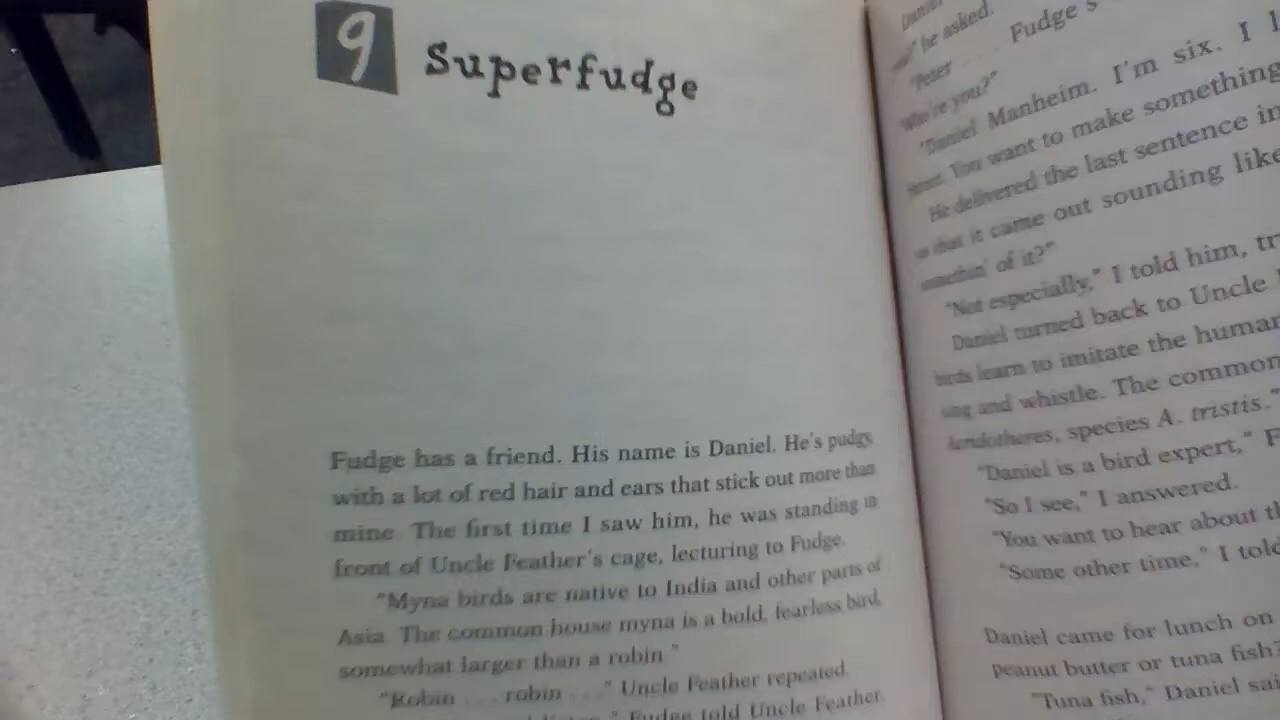 9
Superfudge
Fudge has a friend. His name is Daniel. He's pudgy,
with a lot of red hair and ears that stick out more than
mine. The first time I saw him, he was standing in
front of Uncle Feather's cage, lecturing to Fudge.
"Myna birds are native to India and other parts of
Asia. The common house myna is a bold, fearless bird,
somewhat larger than a robin."
"Robin . . . robin . . ." Uncle Feather repeated.
" Fudge told Uncle Feather.
Daniel
he asked.
"Peter . . . Fudge's
Who're you?"
"Daniel Manheim. I'm six. I
You want to make something
He delivered the last sentence in
so that it came out sounding like
somethin' of it?"
"Not especially," I told him,
Daniel turned back to Uncle
birds learn to imitate the human
sing and whistle. The common
species A. tristis."
"Daniel is a bird expert,"
"So I see," I answered.
"You want to hear about
"Some other time," I told
Daniel came for lunch on
Peanut butter or tuna fish?
"Tuna fish," Daniel